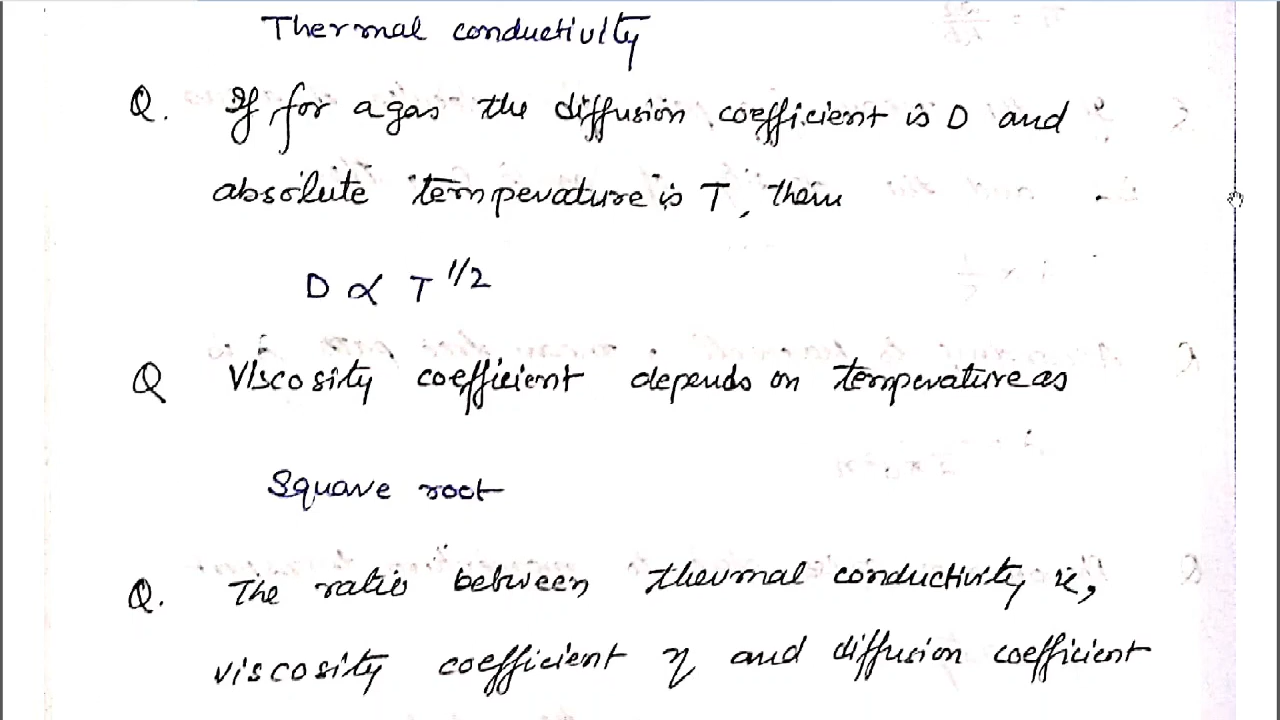 Thermal conductivity
Q. If for a gas the diffusion coefficient is D and
absolute temperature is T, then
D ∝ T^1/2
Q Viscosity coefficient depends on temperature as
Square root
Q. The ratio between thermal conductivity κ,
viscosity coefficient η and diffusion coefficient